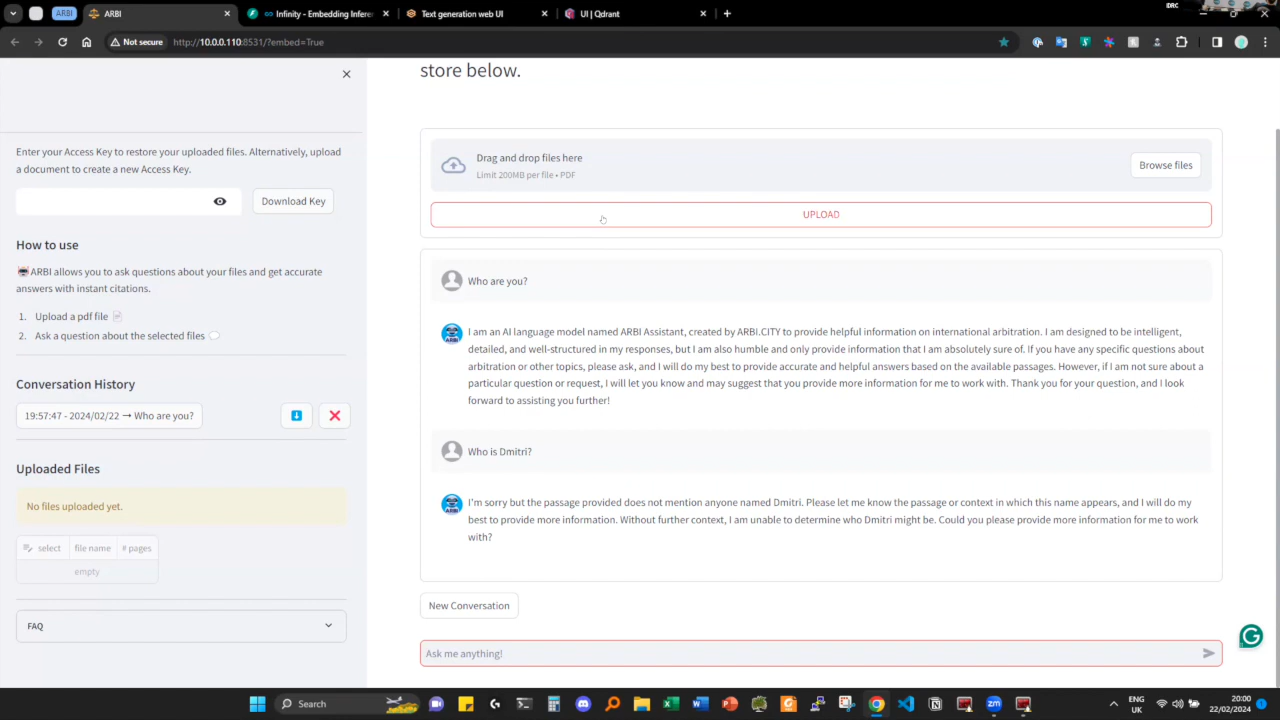 IDRC
ARBI
ARBI
Infinity - Embedding Inferen
Text generation web UI
UI | Qdrant
Not secure
http://10.0.0.110:8531/?embed=True
store below.
Enter your Access Key to restore your uploaded files. Alternatively, upload
a document to create a new Access Key.
Download Key
How to use
ARBI allows you to ask questions about your files and get accurate
answers with instant citations.
1. Upload a pdf file
2. Ask a question about the selected files
Conversation History
19:57:47 - 2024/02/22 → Who are you?
Uploaded Files
No files uploaded yet.
select file name # pages
empty
FAQ
Drag and drop files here
Limit 200MB per file • PDF
Browse files
UPLOAD
Who are you?
I am an AI language model named ARBI Assistant, created by ARBI.CITY to provide helpful information on international arbitration. I am designed to be intelligent,
detailed, and well-structured in my responses, but I am also humble and only provide information that I am absolutely sure of. If you have any specific questions about
arbitration or other topics, please ask, and I will do my best to provide accurate and helpful answers based on the available passages. However, if I am not sure about a
particular question or request, I will let you know and may suggest that you provide more information for me to work with. Thank you for your question, and I look
forward to assisting you further!
Who is Dmitri?
I'm sorry but the passage provided does not mention anyone named Dmitri. Please let me know the passage or context in which this name appears, and I will do my
best to provide more information. Without further context, I am unable to determine who Dmitri might be. Could you please provide more information for me to work
with?
New Conversation
Ask me anything!
Search
ENG
UK
20:00
22/02/2024